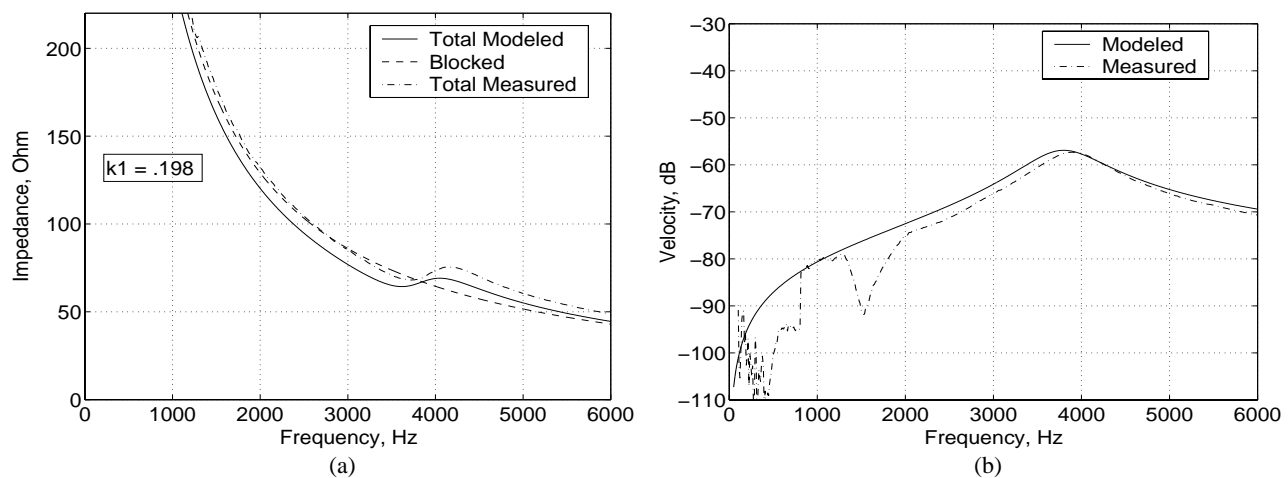 Impedance, Ohm
200
150
100
50
0
Total Modeled
Blocked
Total Measured
k1 = .198
0 1000 2000 3000 4000 5000 6000
Frequency, Hz
(a)
Velocity, dB
−30
−40
−50
−60
−70
−80
−90
−100
−110
Modeled
Measured
0 1000 2000 3000 4000 5000 6000
Frequency, Hz
(b)